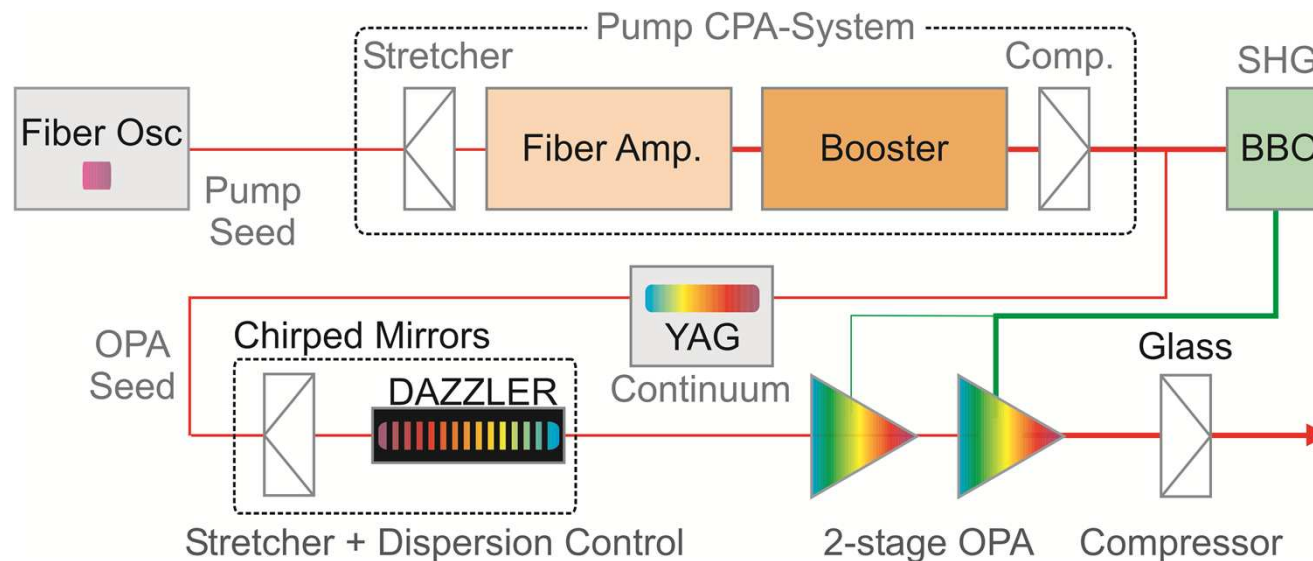 Pump CPA-System
Stretcher
Comp.
SHG
Fiber Osc
Fiber Amp.
Booster
BBO
Pump
Seed
OPA
Seed
Chirped Mirrors
YAG
Continuum
Glass
DAZZLER
Stretcher + Dispersion Control
2-stage OPA
Compressor